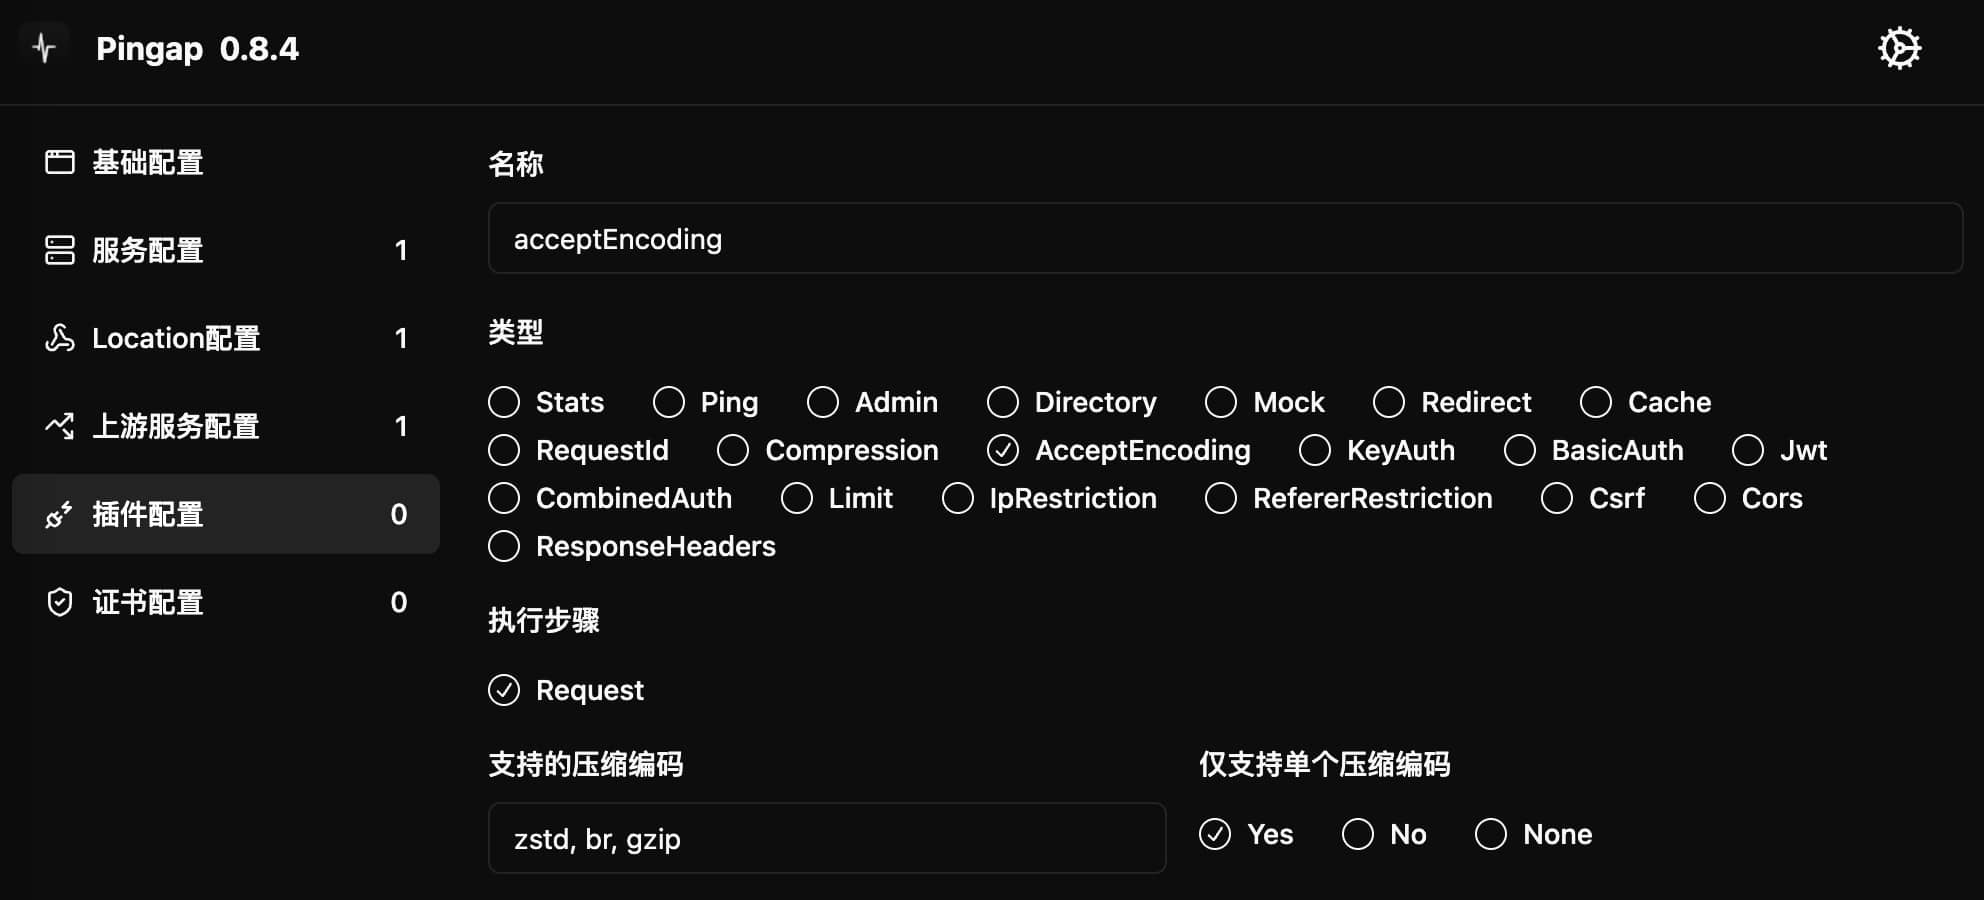 Pingap 0.8.4
基础配置
服务配置 1
Location配置 1
上游服务配置 1
插件配置 0
证书配置 0
名称
acceptEncoding
类型
Stats Ping Admin Directory Mock Redirect Cache
RequestId Compression AcceptEncoding KeyAuth BasicAuth Jwt
CombinedAuth Limit IpRestriction RefererRestriction Csrf Cors
ResponseHeaders
执行步骤
Request
支持的压缩编码
zstd, br, gzip
仅支持单个压缩编码
Yes No None